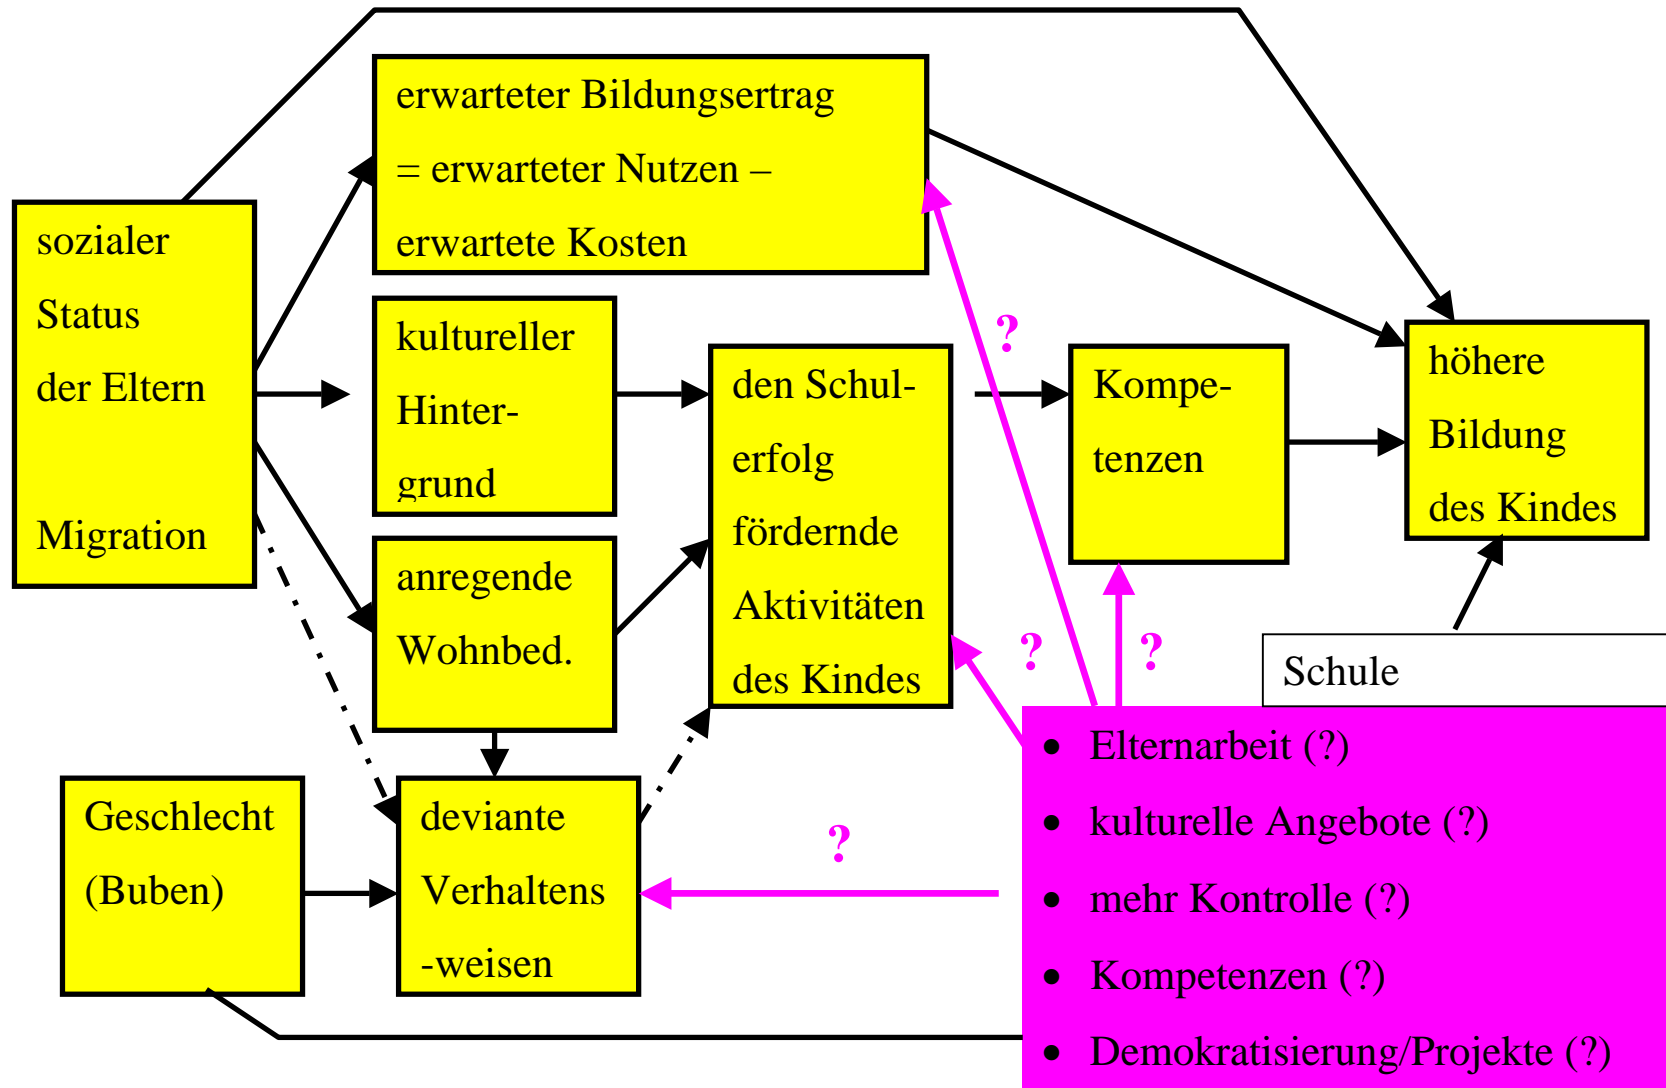 erwarteter Bildungsertrag
= erwarteter Nutzen –
erwartete Kosten
sozialer
Status
der Eltern
Migration
kultureller
Hinter-
grund
anregende
Wohnbed.
den Schul-
erfolg
fördernde
Aktivitäten
des Kindes
?
Kompe-
tenzen
höhere
Bildung
des Kindes
?
?
Schule
Geschlecht
(Buben)
deviante
Verhaltens
-weisen
?
• Elternarbeit (?)
• kulturelle Angebote (?)
• mehr Kontrolle (?)
• Kompetenzen (?)
• Demokratisierung/Projekte (?)